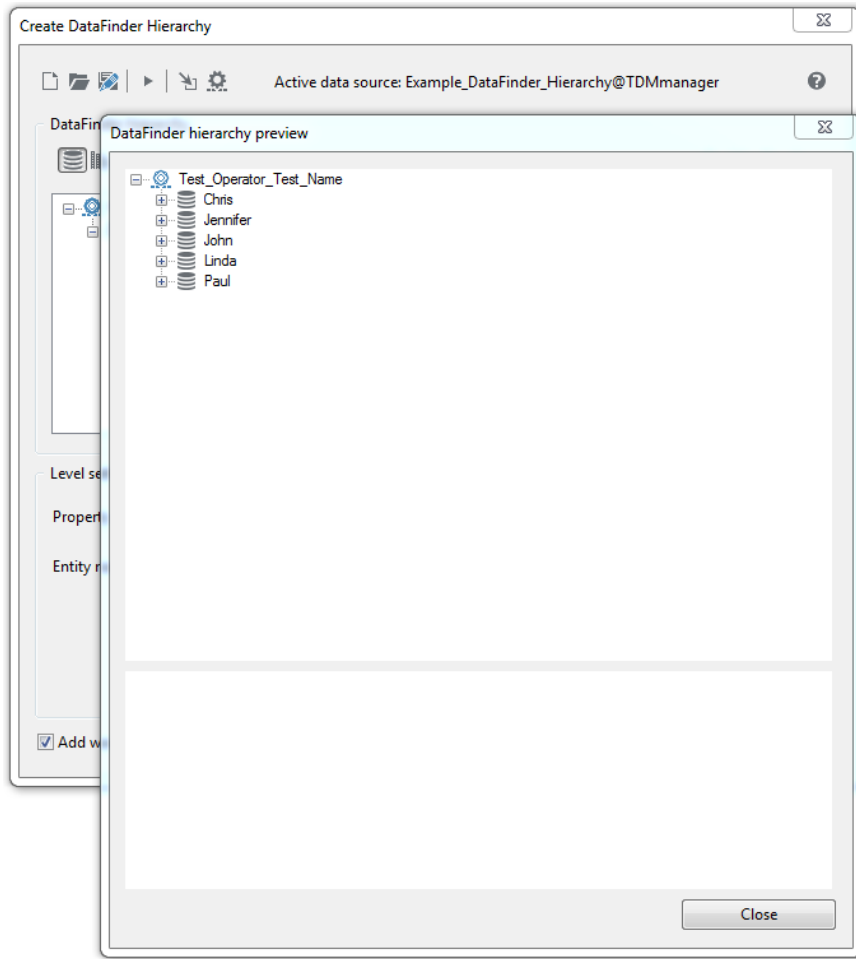 Create DataFinder Hierarchy
Active data source: Example_DataFinder_Hierarchy@TDMmanager
DataFin
DataFinder hierarchy preview
Test_Operator_Test_Name
Chris
Jennifer
John
Linda
Paul
Level se
Propert
Entity
Add w
Close